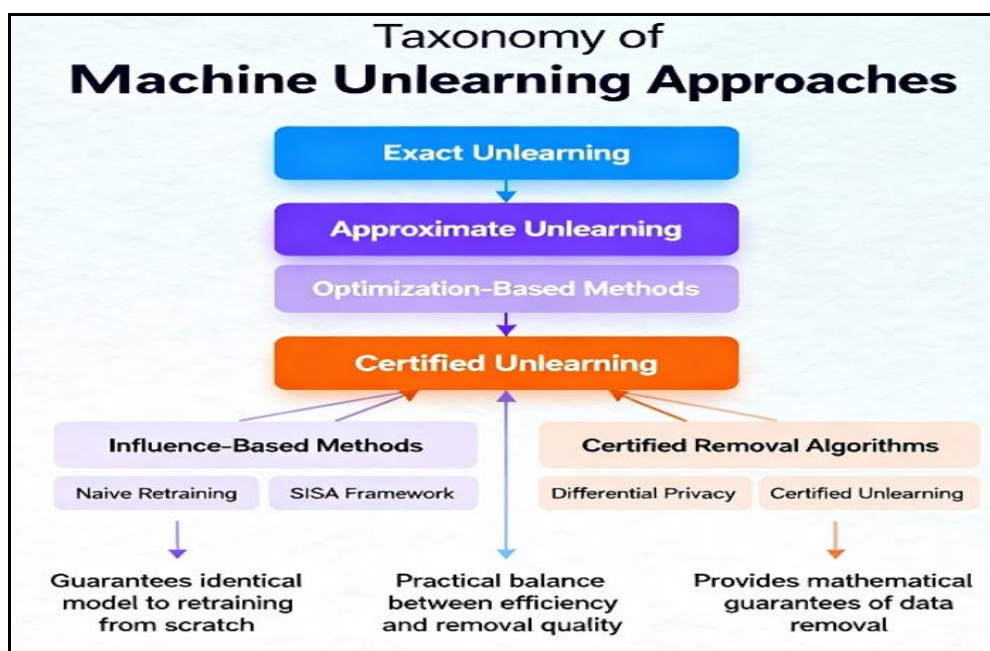 Taxonomy of
Machine Unlearning Approaches
Exact Unlearning
Approximate Unlearning
Optimization-Based Methods
Certified Unlearning
Influence-Based Methods
Certified Removal Algorithms
Naive Retraining
SISA Framework
Differential Privacy
Certified Unlearning
Guarantees identical
model to retraining
from scratch
Practical balance
between efficiency
and removal quality
Provides mathematical
guarantees of data
removal